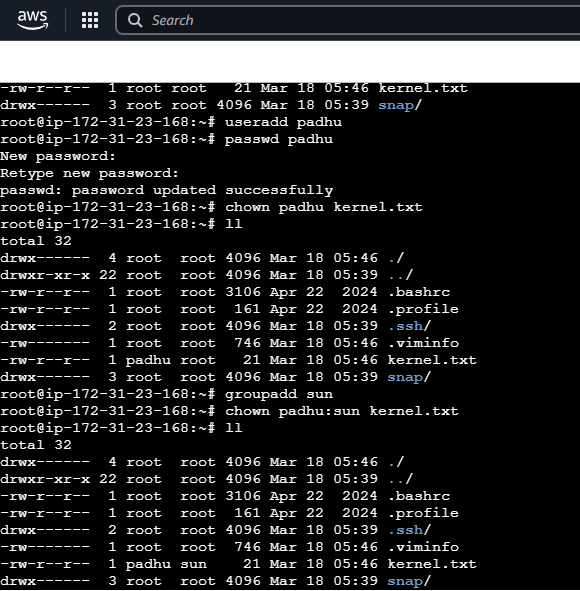 aws
Search
-rw-r--r--  1 root root   21 Mar 18 05:46 kernel.txt
drwx------  3 root root 4096 Mar 18 05:39 snap/
root@ip-172-31-23-168:~# useradd padhu
root@ip-172-31-23-168:~# passwd padhu
New password:
Retype new password:
passwd: password updated successfully
root@ip-172-31-23-168:~# chown padhu kernel.txt
root@ip-172-31-23-168:~# ll
total 32
drwx------  4 root  root 4096 Mar 18 05:46 ./
drwxr-xr-x 22 root  root 4096 Mar 18 05:39 ../
-rw-r--r--  1 root  root 3106 Apr 22  2024 .bashrc
-rw-r--r--  1 root  root  161 Apr 22  2024 .profile
drwx------  2 root  root 4096 Mar 18 05:39 .ssh/
-rw-------  1 root  root  746 Mar 18 05:46 .viminfo
-rw-r--r--  1 padhu root   21 Mar 18 05:46 kernel.txt
drwx------  3 root  root 4096 Mar 18 05:39 snap/
root@ip-172-31-23-168:~# groupadd sun
root@ip-172-31-23-168:~# chown padhu:sun kernel.txt
root@ip-172-31-23-168:~# ll
total 32
drwx------  4 root  root 4096 Mar 18 05:46 ./
drwxr-xr-x 22 root  root 4096 Mar 18 05:39 ../
-rw-r--r--  1 root  root 3106 Apr 22  2024 .bashrc
-rw-r--r--  1 root  root  161 Apr 22  2024 .profile
drwx------  2 root  root 4096 Mar 18 05:39 .ssh/
-rw-------  1 root  root  746 Mar 18 05:46 .viminfo
-rw-r--r--  1 padhu sun    21 Mar 18 05:46 kernel.txt
drwx------  3 root  root 4096 Mar 18 05:39 snap/